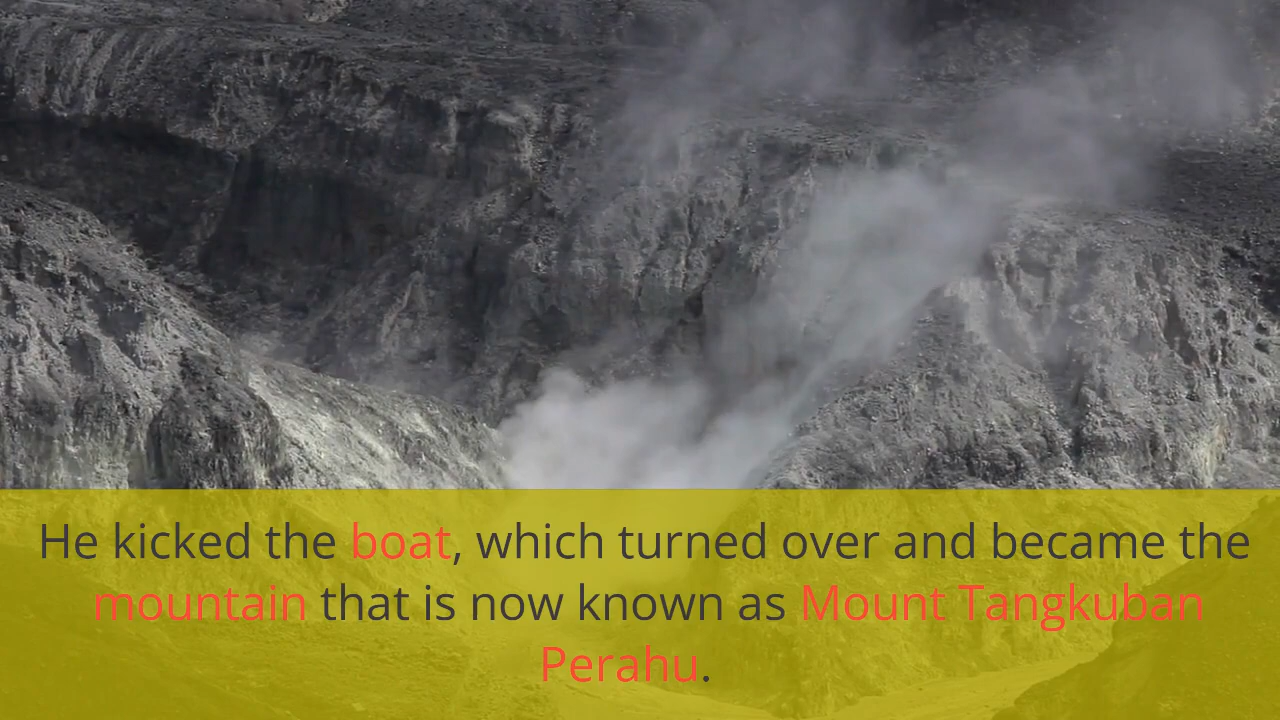 He kicked the boat, which turned over and became the
mountain that is now known as Mount Tangkuban
Perahu.